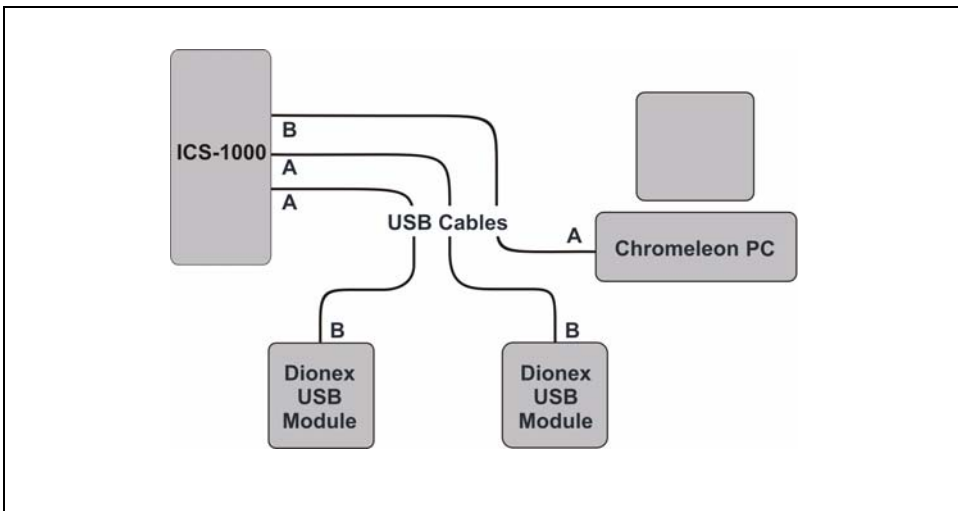 B
ICS-1000
A
A
USB Cables
A
Chromeleon PC
B
B
Dionex
USB
Module
Dionex
USB
Module